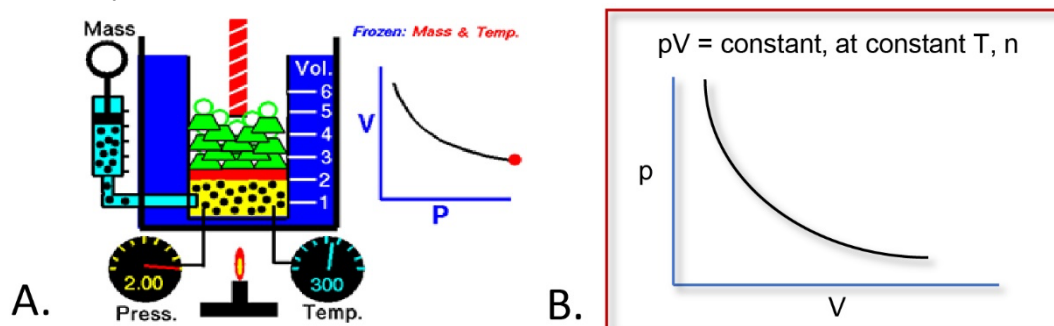 Mass
Frozen: Mass & Temp.
Vol.
6
5
4
3
2
1
V
P
2.00
Press.
300
Temp.
A.
pV = constant, at constant T, n
p
V
B.